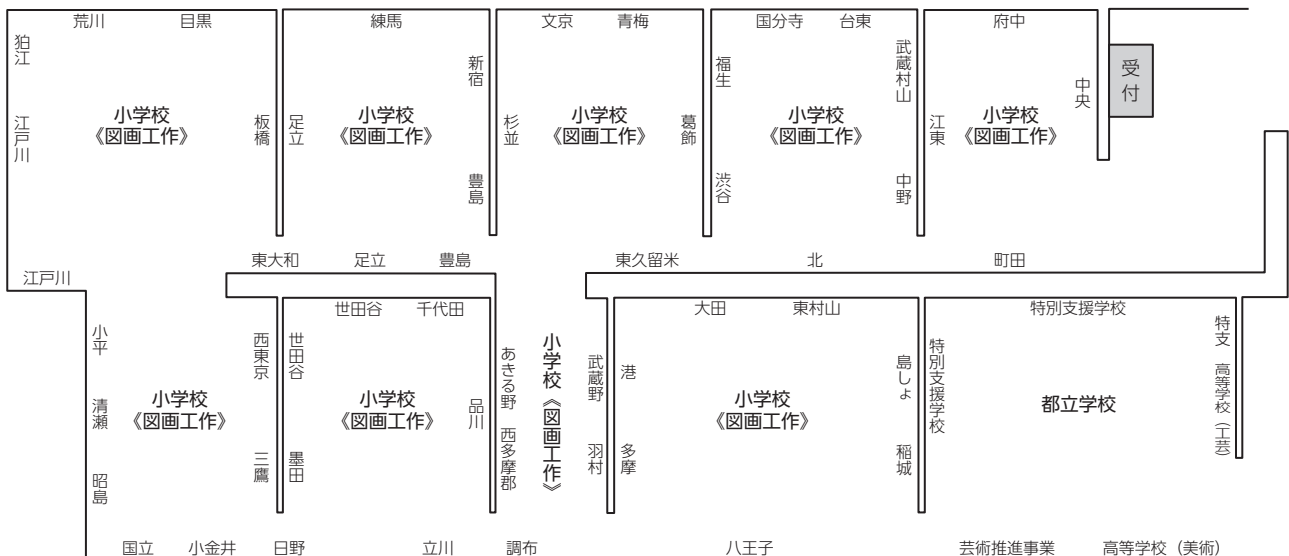 荒川
目黒
練馬
文京
青梅
国分寺
台東
府中
狛江
江戸川
小学校
《図画工作》
板橋
足立
小学校
《図画工作》
新宿
豊島
杉並
小学校
《図画工作》
葛飾
福生
渋谷
小学校
《図画工作》
武蔵村山
中野
江東
小学校
《図画工作》
中央
受付
江戸川
東大和
足立
豊島
東久留米
北
町田
小平
清瀬
昭島
小学校
《図画工作》
西東京
三鷹
世田谷
墨田
世田谷
千代田
小学校
《図画工作》
品川
あきる野
西多摩郡
小学校《図画工作》
武蔵野
羽村
港
多摩
大田
東村山
小学校
《図画工作》
島しょ
稲城
特別支援学校
特別支援学校
都立学校
特支
高等学校(工芸)
国立
小金井
日野
立川
調布
八王子
芸術推進事業
高等学校(美術)